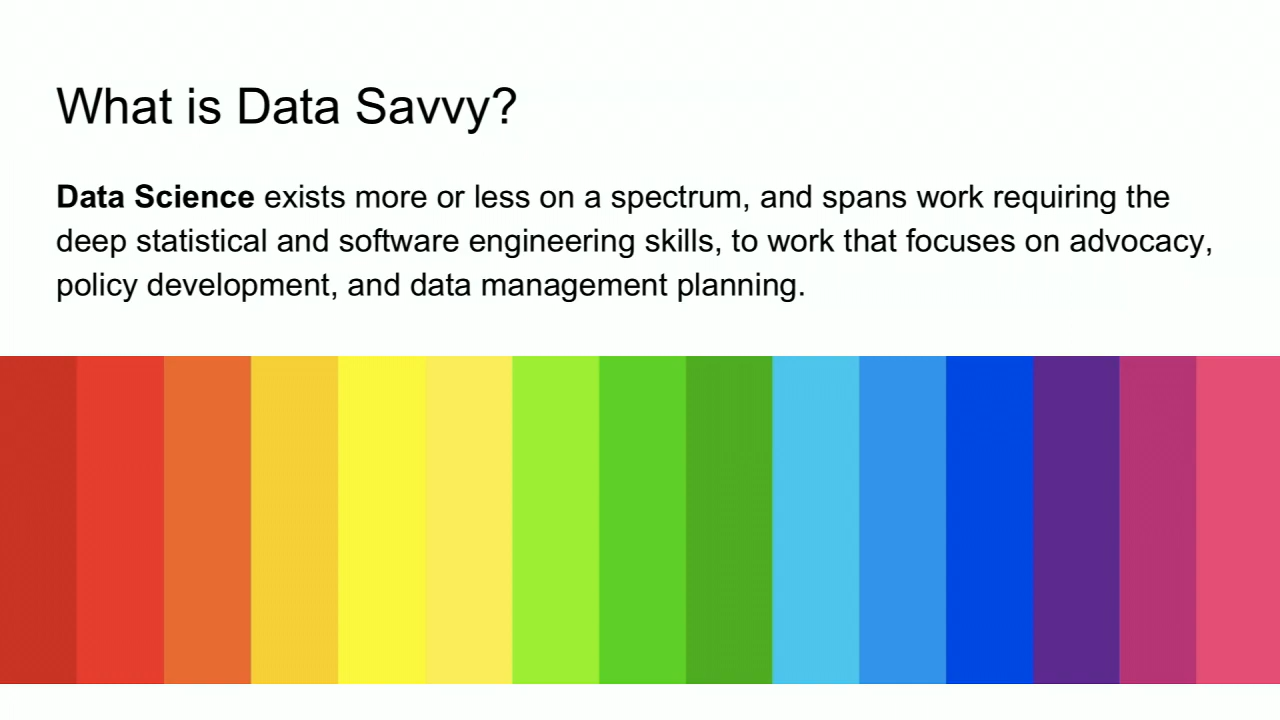 What is Data Savvy?
Data Science exists more or less on a spectrum, and spans work requiring the
deep statistical and software engineering skills, to work that focuses on advocacy,
policy development, and data management planning.